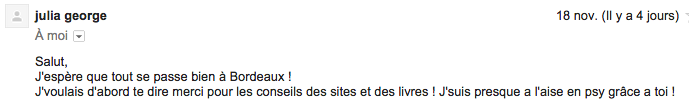 julia george 18 nov. (Il y a 4 jours)
À moi
Salut,
J'espère que tout se passe bien à Bordeaux !
J'voulais d'abord te dire merci pour les conseils des sites et des livres ! J'suis presque a l'aise en psy grâce a toi !